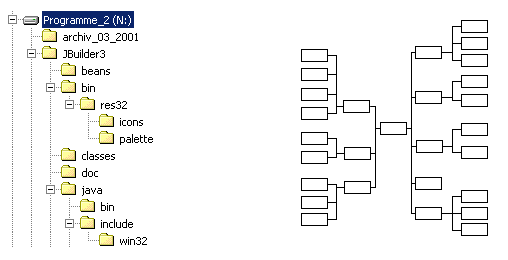 Programme_2 (N:)
archiv_03_2001
JBuilder3
beans
bin
res32
icons
palette
classes
doc
java
bin
include
win32